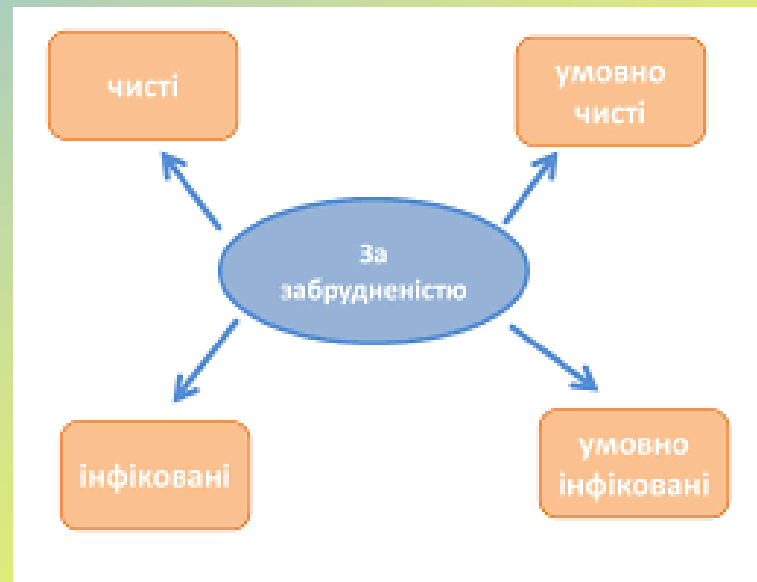 чисті
умовно
чисті
За
забрудненістю
інфіковані
умовно
інфіковані